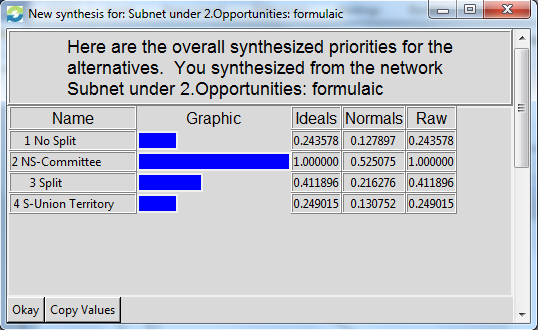 New synthesis for: Subnet under 2.Opportunities: formulaic
Here are the overall synthesized priorities for the
alternatives.  You synthesized from the network
Subnet under 2.Opportunities: formulaic
Name Graphic Ideals Normals Raw
1 No Split 0.243578 0.127897 0.243578
2 NS-Committee 1.000000 0.525075 1.000000
3 Split 0.411896 0.216276 0.411896
4 S-Union Territory 0.249015 0.130752 0.249015
Okay Copy Values